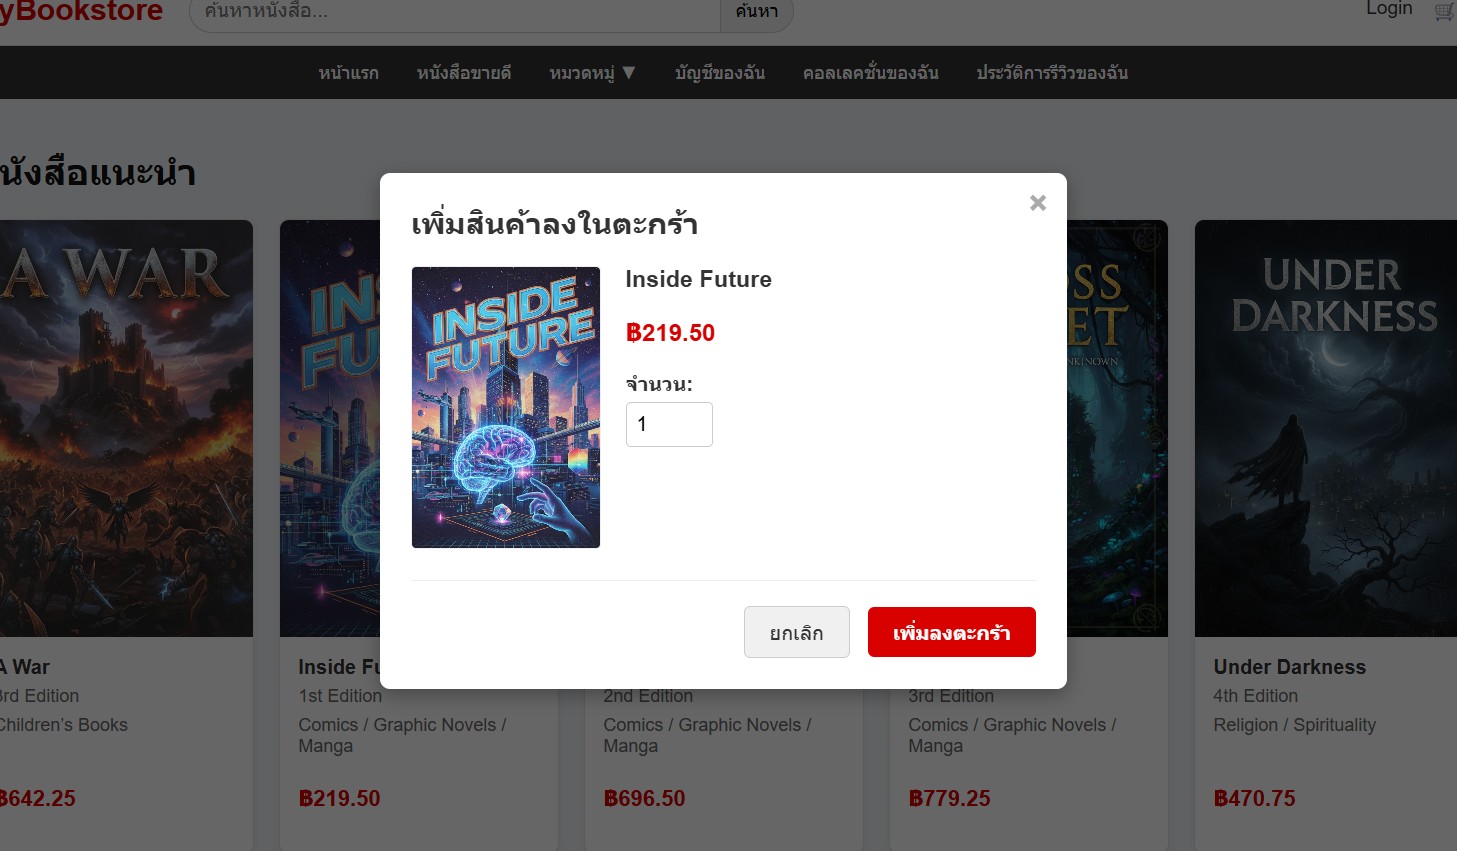 yBookstore
ค้นหาหนังสือ...
ค้นหา
Login
หน้าแรก
หนังสือขายดี
หมวดหมู่ ▼
บัญชีของฉัน
คอลเลคชั่นของฉัน
ประวัติการรีวิวของฉัน
นังสือแนะนำ
เพิ่มสินค้าลงในตะกร้า
×
INSIDE
FUTURE
Inside Future
฿219.50
จำนวน:
1
ยกเลิก
เพิ่มลงตะกร้า
A WAR
A War
3rd Edition
Children's Books
฿642.25
IN
FU
Inside Fu
1st Edition
Comics / Graphic Novels /
Manga
฿219.50
2nd Edition
Comics / Graphic Novels /
Manga
฿696.50
OSS
ET
3rd Edition
Comics / Graphic Novels /
Manga
฿779.25
UNDER
DARKNESS
Under Darkness
4th Edition
Religion / Spirituality
฿470.75